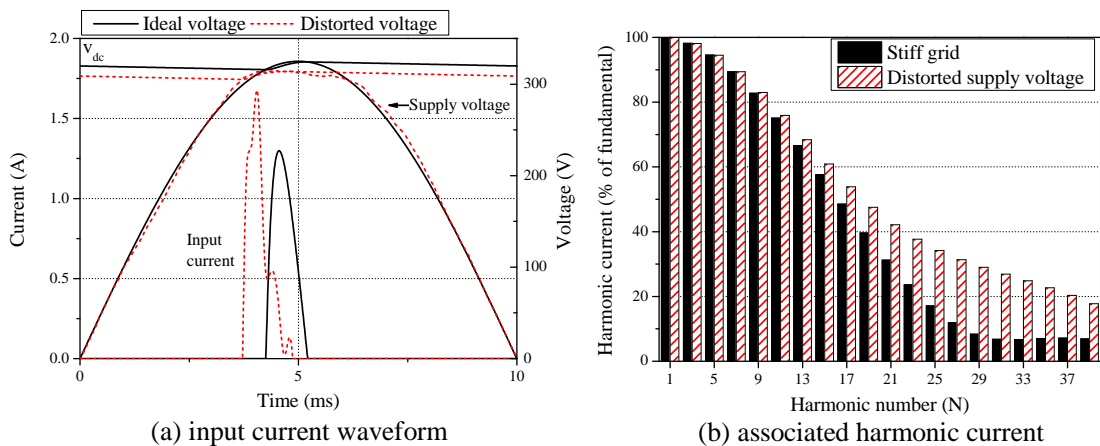 Ideal voltage Distorted voltage
2.0
1.5
1.0
0.5
0.0
Current (A)
v_dc
Supply voltage
Input
current
300
200
100
0
Voltage (V)
0 5 10
Time (ms)
(a) input current waveform
100
80
60
40
20
0
Harmonic current (% of fundamental)
Stiff grid
Distorted supply voltage
1 5 9 13 17 21 25 29 33 37
Harmonic number (N)
(b) associated harmonic current